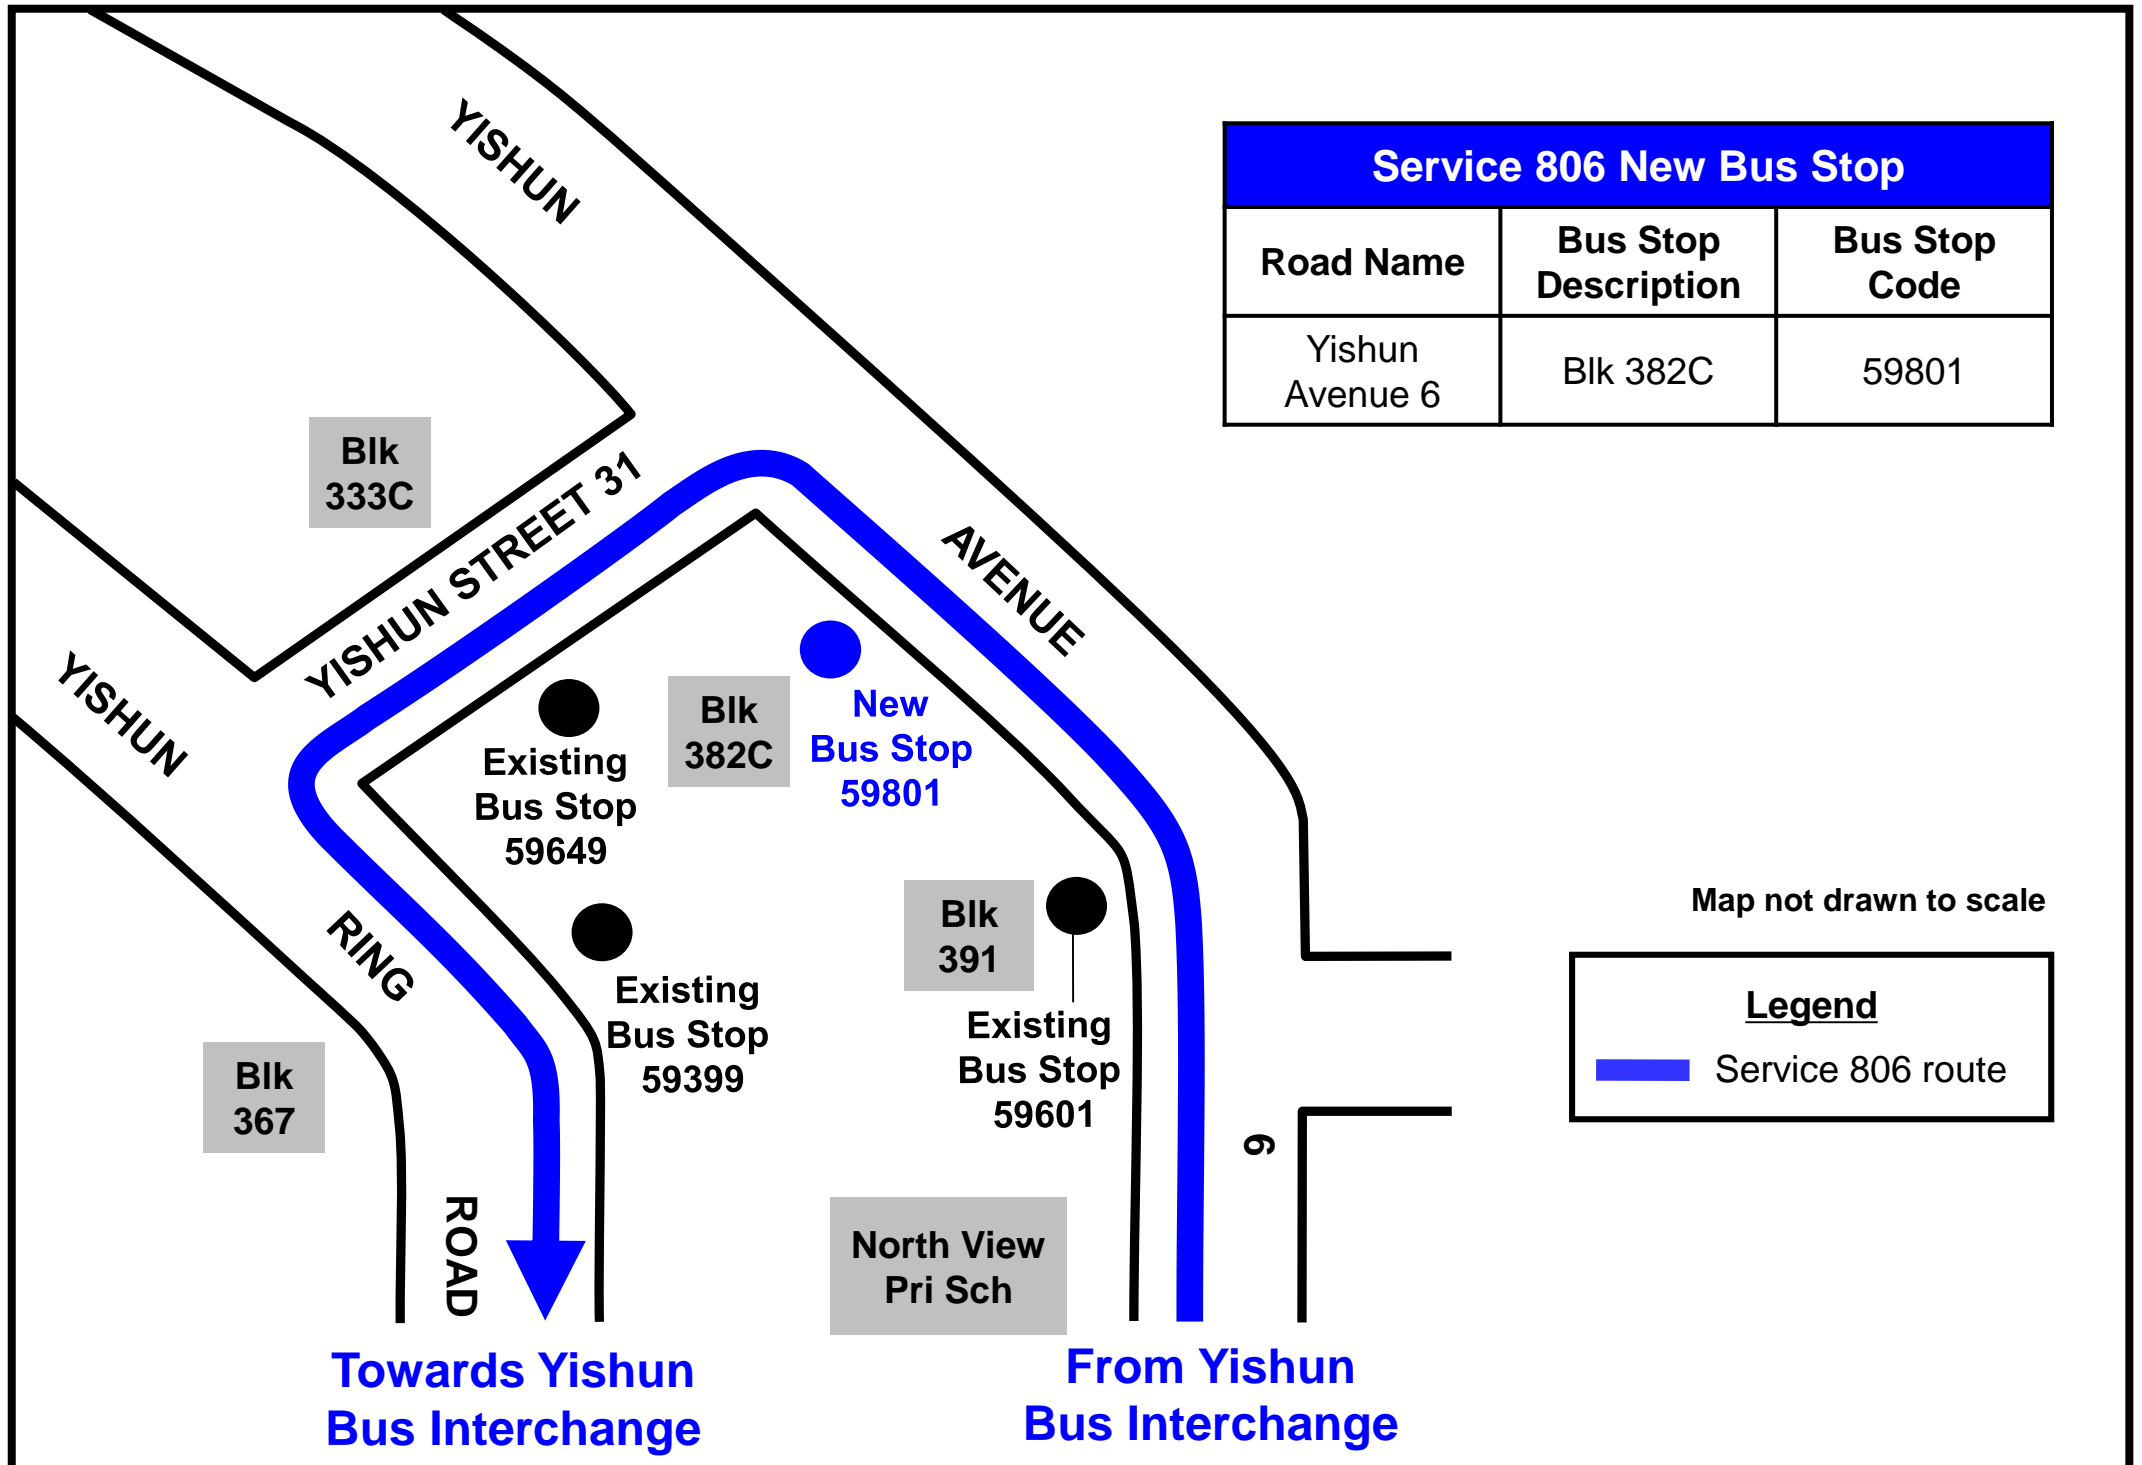 YISHUN
AVENUE
6
Service 806 New Bus Stop
Road Name
Bus Stop
Description
Bus Stop
Code
Yishun
Avenue 6
Blk 382C
59801
Blk
333C
YISHUN STREET 31
YISHUN
RING
ROAD
Existing
Bus Stop
59649
Blk
382C
New
Bus Stop
59801
Existing
Bus Stop
59399
Blk
391
Existing
Bus Stop
59601
Blk
367
North View
Pri Sch
Map not drawn to scale
Legend
Service 806 route
Towards Yishun
Bus Interchange
From Yishun
Bus Interchange